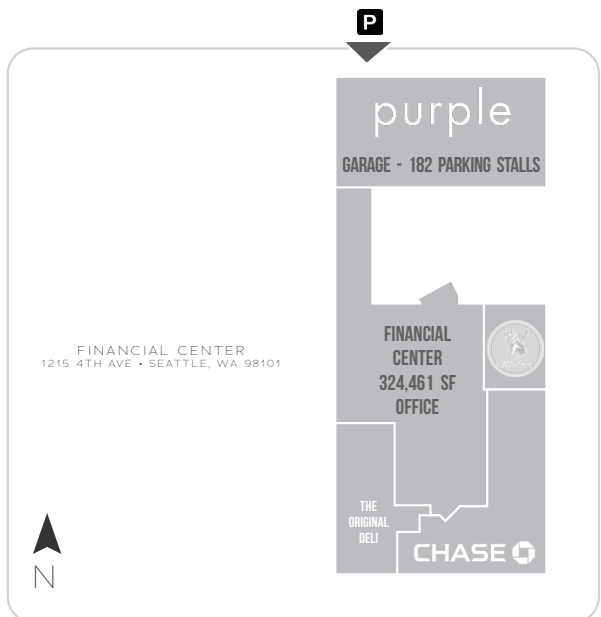 P
purple
GARAGE - 182 PARKING STALLS
FINANCIAL CENTER
1215 4TH AVE • SEATTLE, WA 98101
FINANCIAL
CENTER
324,461 SF
OFFICE
THE
ORIGINAL
DELI
CHASE
N